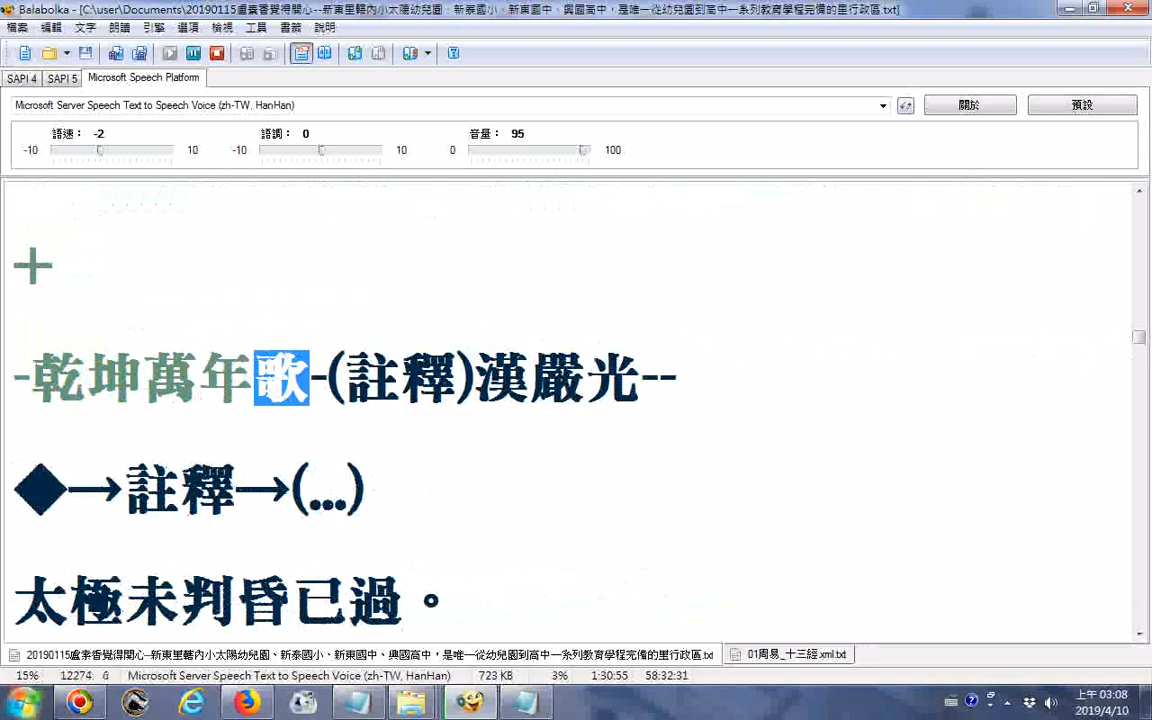 Balabolka - [C:\user\Documents\20190115盧素香覺得開心--新東里轄內小太陽幼兒園、新泰國小、新東國中、興國高中，是唯一從幼兒園到高中一系列教育學程完備的里行政區.txt]
檔案 編輯 文字 朗讀 引擎 選項 檢視 工具 書籤 說明
SAPI 4 SAPI 5 Microsoft Speech Platform
Microsoft Server Speech Text to Speech Voice (zh-TW, HanHan) 關於 預設
語速： -2 語調： 0 音量： 95
-10 10 -10 10 0 100
十
-乾坤萬年歌-(註釋)漢嚴光--
◆→註釋→(...)
太極未判昏已過。
20190115盧素香覺得開心--新東里轄內小太陽幼兒園、新泰國小、新東國中、興國高中，是唯一從幼兒園到高中一系列教育學程完備的里行政區.txt 01周易_十三經.xml.txt
15% Microsoft Server Speech Text to Speech Voice (zh-TW, HanHan) 723 KB 3% 1:30:55 58:32:31
上午 03:08
2019/4/10